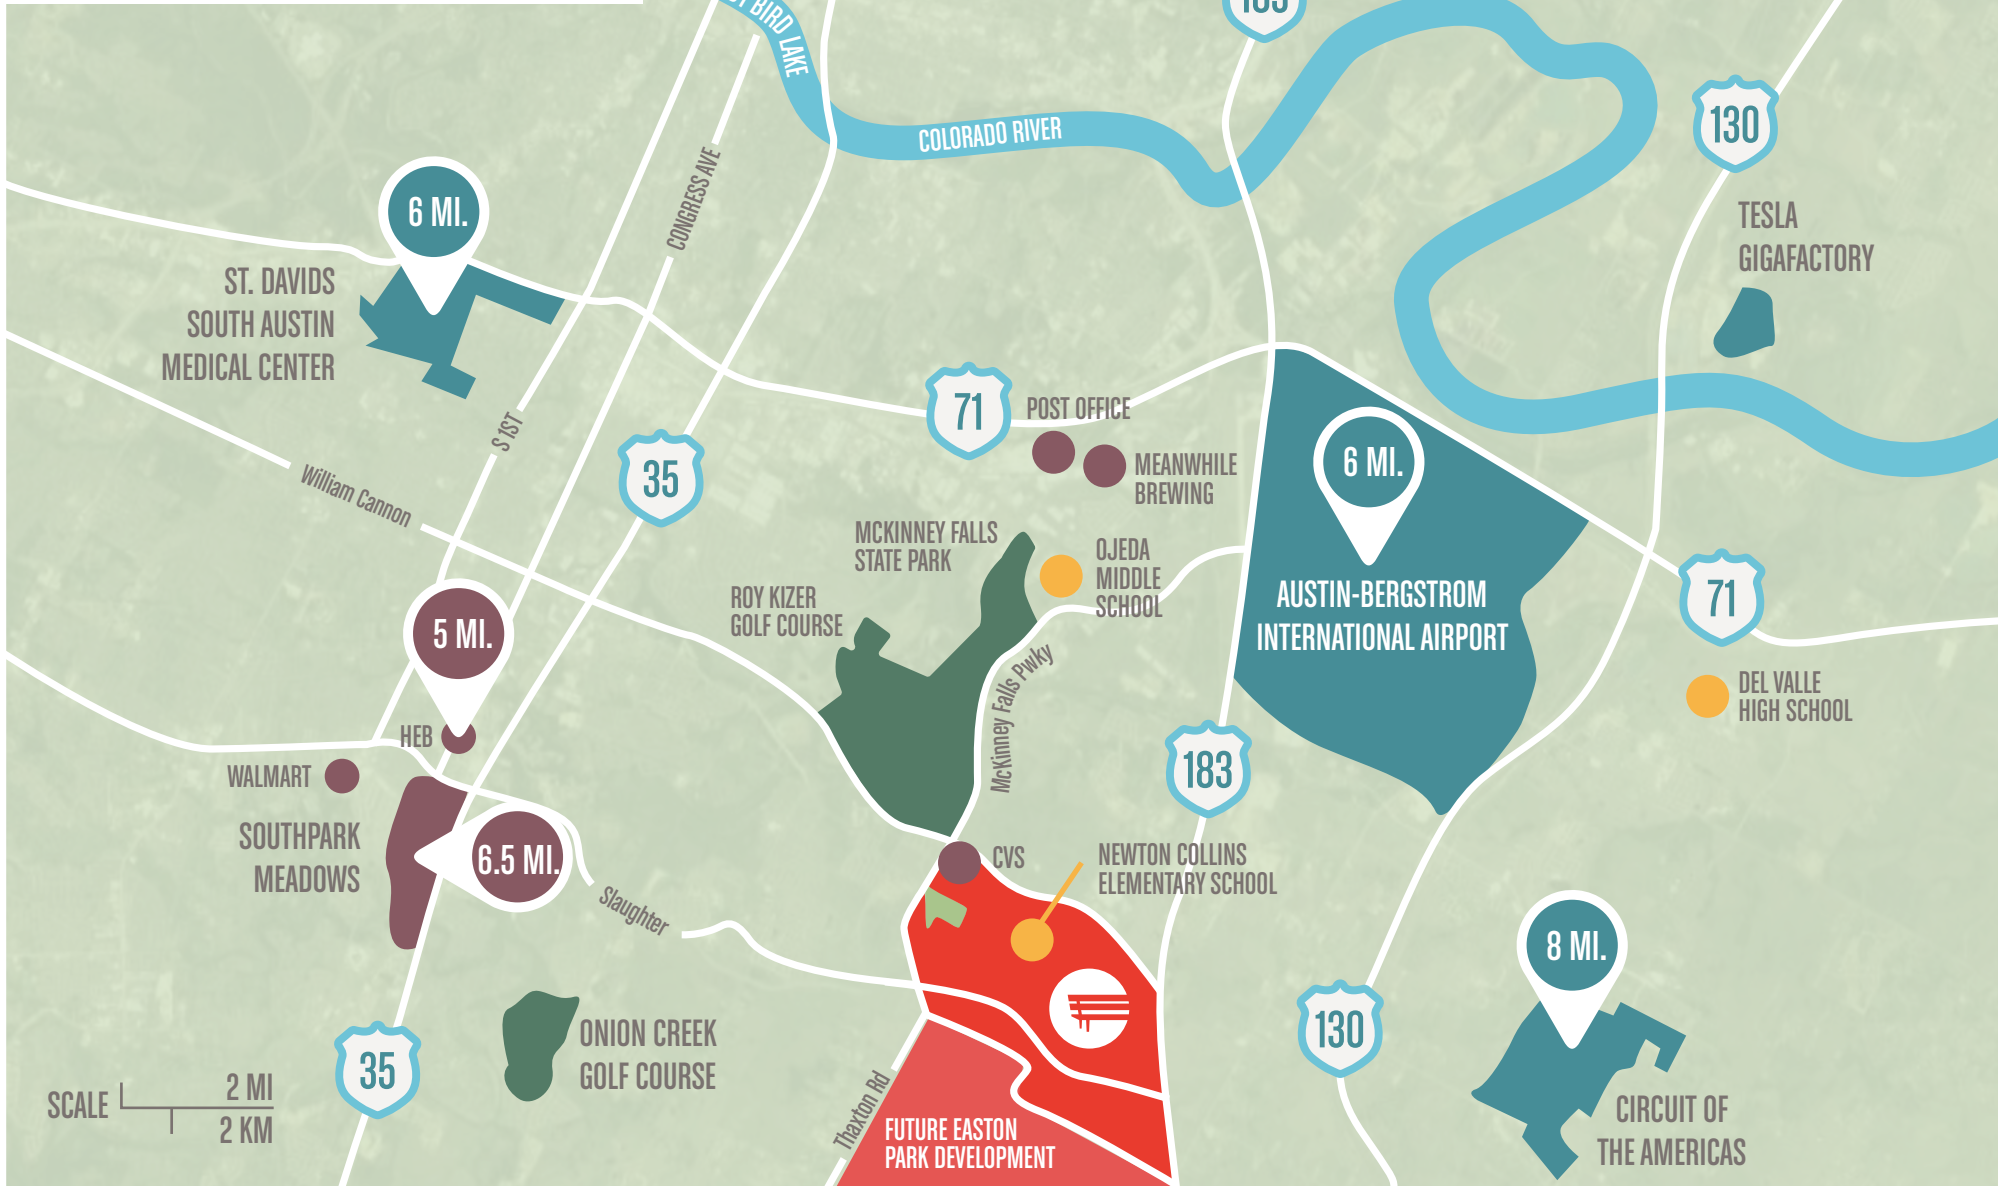 BIRD LAKE
COLORADO RIVER
183
130
TESLA
GIGAFACTORY
CONGRESS AVE
6 MI.
ST. DAVIDS
SOUTH AUSTIN
MEDICAL CENTER
S 1ST
71
POST OFFICE
MEANWHILE
BREWING
6 MI.
35
William Cannon
MCKINNEY FALLS
STATE PARK
OJEDA
MIDDLE
SCHOOL
ROY KIZER
GOLF COURSE
AUSTIN-BERGSTROM
INTERNATIONAL AIRPORT
71
5 MI.
McKinney Falls Pwky
DEL VALLE
HIGH SCHOOL
HEB
WALMART
183
SOUTHPARK
MEADOWS
6.5 MI.
CVS
NEWTON COLLINS
ELEMENTARY SCHOOL
Slaughter
8 MI.
ONION CREEK
GOLF COURSE
35
130
SCALE
2 MI
2 KM
Thaxton Rd
FUTURE EASTON
PARK DEVELOPMENT
CIRCUIT OF
THE AMERICAS